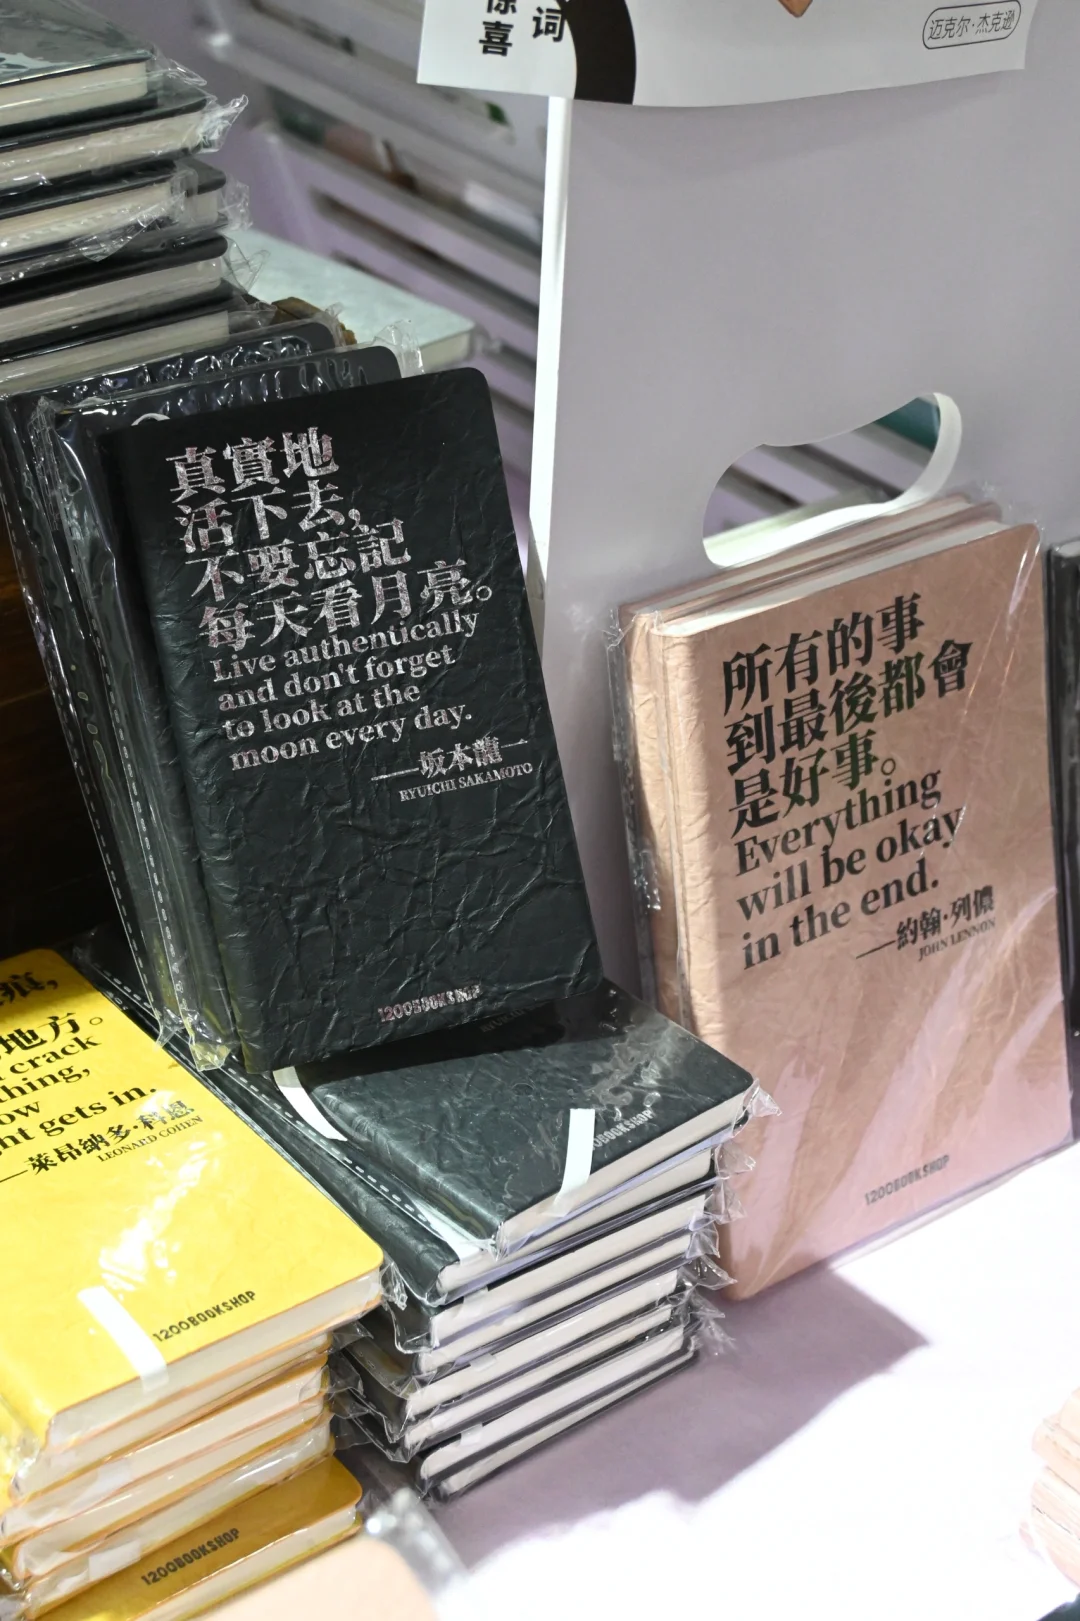 喜
词
迈克尔·杰克逊
真實地
活下去,
不要忘記
每天看月亮。
Live authentically
and don't forget
to look at the
moon every day.
——坂本龍一
RYUICHI SAKAMOTO
1200BOOKSHOP
所有的事
到最後都會
是好事。
Everything
will be okay
in the end.
——約翰·列儂
JOHN LENNON
1200BOOKSHOP
痕,
地方。
crack
thing,
ow
ht gets in.
——萊昂納多·科恩
LEONARD COHEN
1200BOOKSHOP
1200BOOKSHOP
00BOOKSHOP